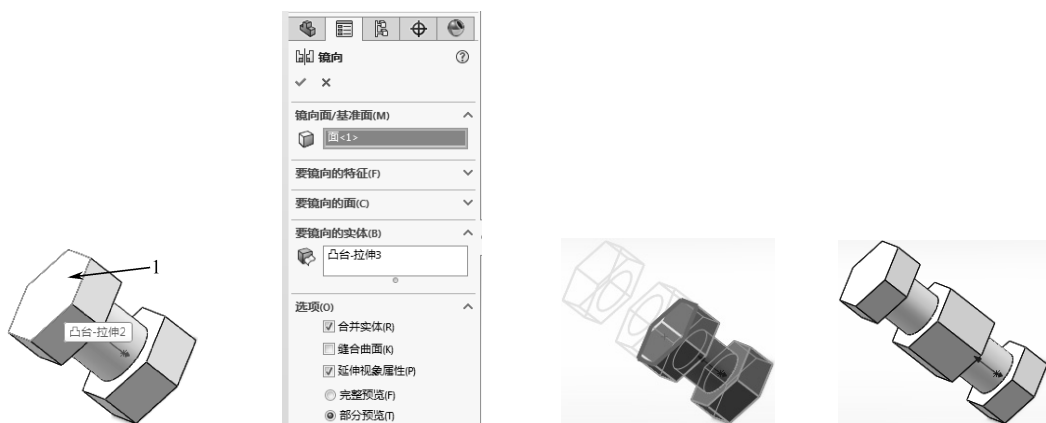 镜向
镜向面/基准面(M)
面<1>
要镜向的特征(F)
要镜向的面(C)
要镜向的实体(B)
凸台-拉伸3
选项(O)
合并实体(R)
缝合曲面(K)
延伸视象属性(P)
完整预览(F)
部分预览(T)
1
凸台-拉伸2